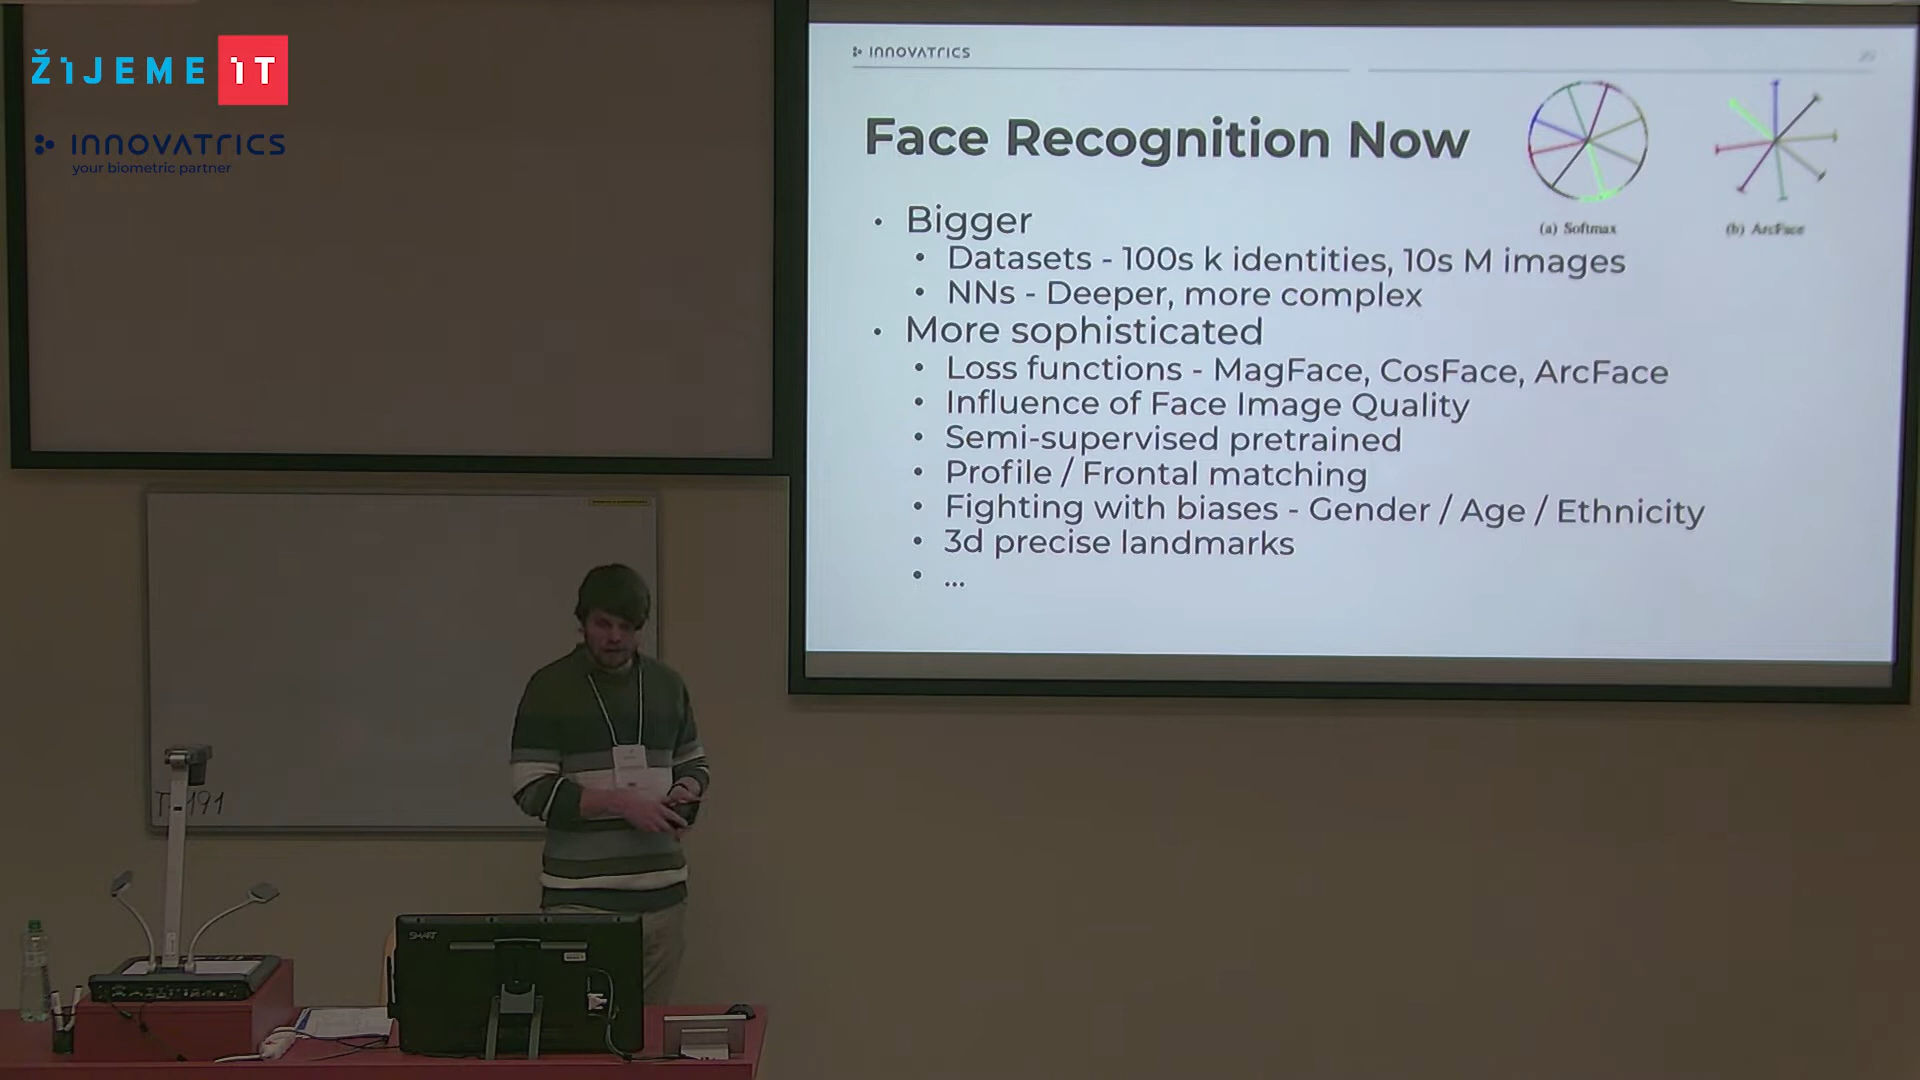 ŽIJEME IT
INNOVATRICS
your biometric partner
INNOVATRICS
Face Recognition Now
(a) Softmax
(b) ArcFace
• Bigger
• Datasets - 100s k identities, 10s M images
• NNs - Deeper, more complex
• More sophisticated
• Loss functions - MagFace, CosFace, ArcFace
• Influence of Face Image Quality
• Semi-supervised pretrained
• Profile / Frontal matching
• Fighting with biases - Gender / Age / Ethnicity
• 3d precise landmarks
• ...
SMART